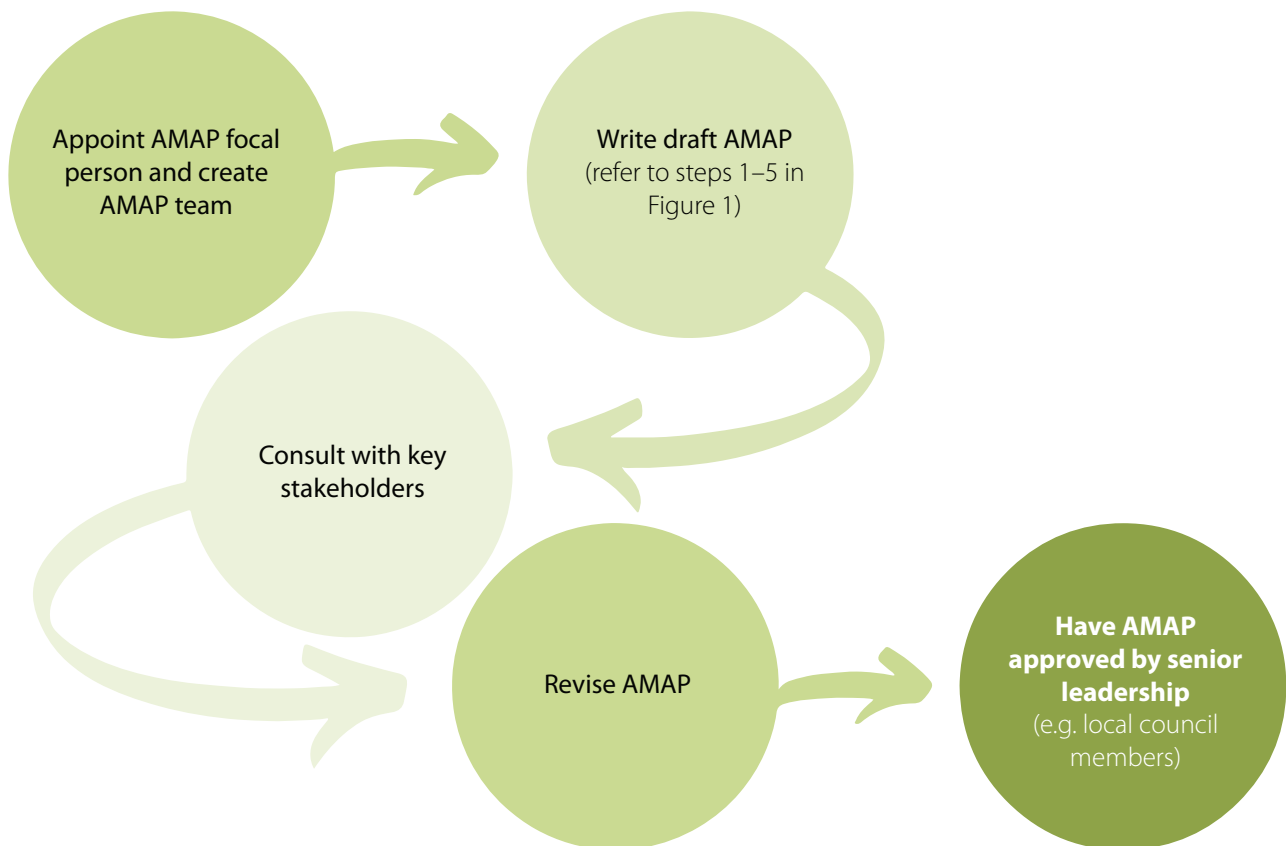 Appoint AMAP focal
person and create
AMAP team
Write draft AMAP
(refer to steps 1–5 in
Figure 1)
Consult with key
stakeholders
Revise AMAP
Have AMAP
approved by senior
leadership
(e.g. local council
members)